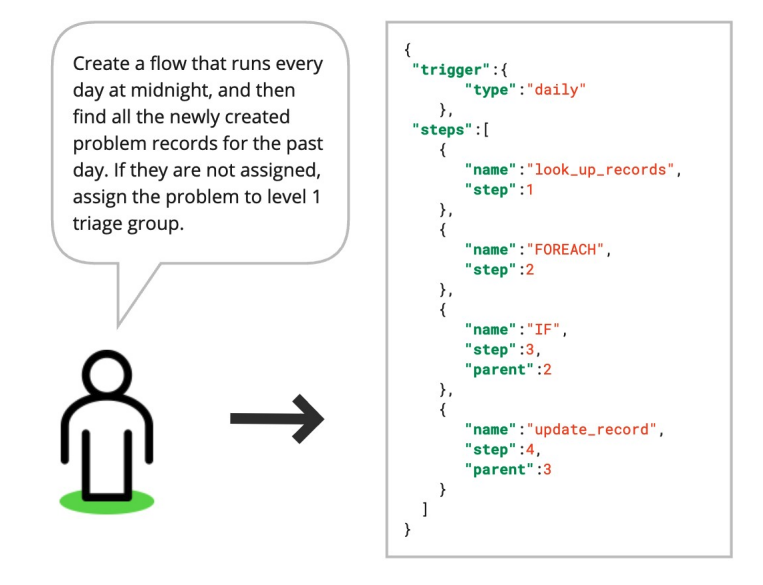 Create a flow that runs every
day at midnight, and then
find all the newly created
problem records for the past
day. If they are not assigned,
assign the problem to level 1
triage group.
{
"trigger":{
"type":"daily"
},
"steps":[
{
"name":"look_up_records",
"step":1
},
{
"name":"FOREACH",
"step":2
},
{
"name":"IF",
"step":3,
"parent":2
},
{
"name":"update_record",
"step":4,
"parent":3
}
]
}